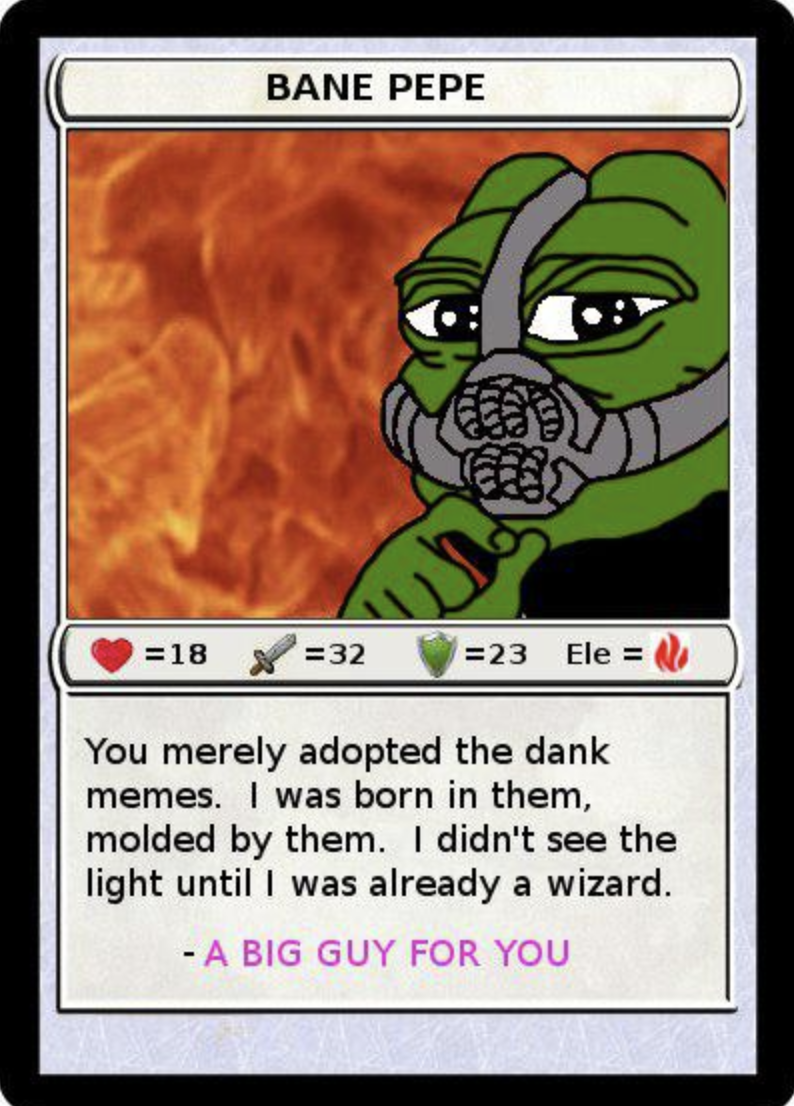 BANE PEPE
=18 =32 =23 Ele =
You merely adopted the dank
memes.  I was born in them,
molded by them.  I didn't see the
light until I was already a wizard.
- A BIG GUY FOR YOU